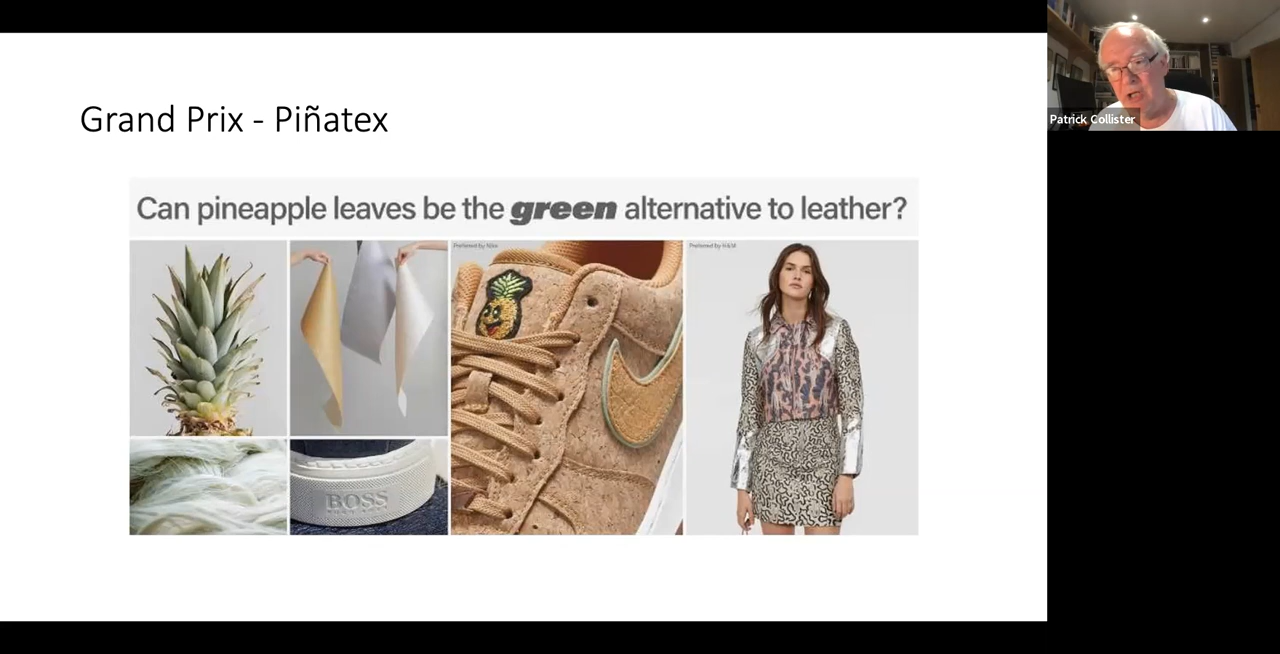 Grand Prix - Piñatex
Can pineapple leaves be the green alternative to leather?
Preferred by Nike
Preferred by H&M
BOSS
Patrick Collister